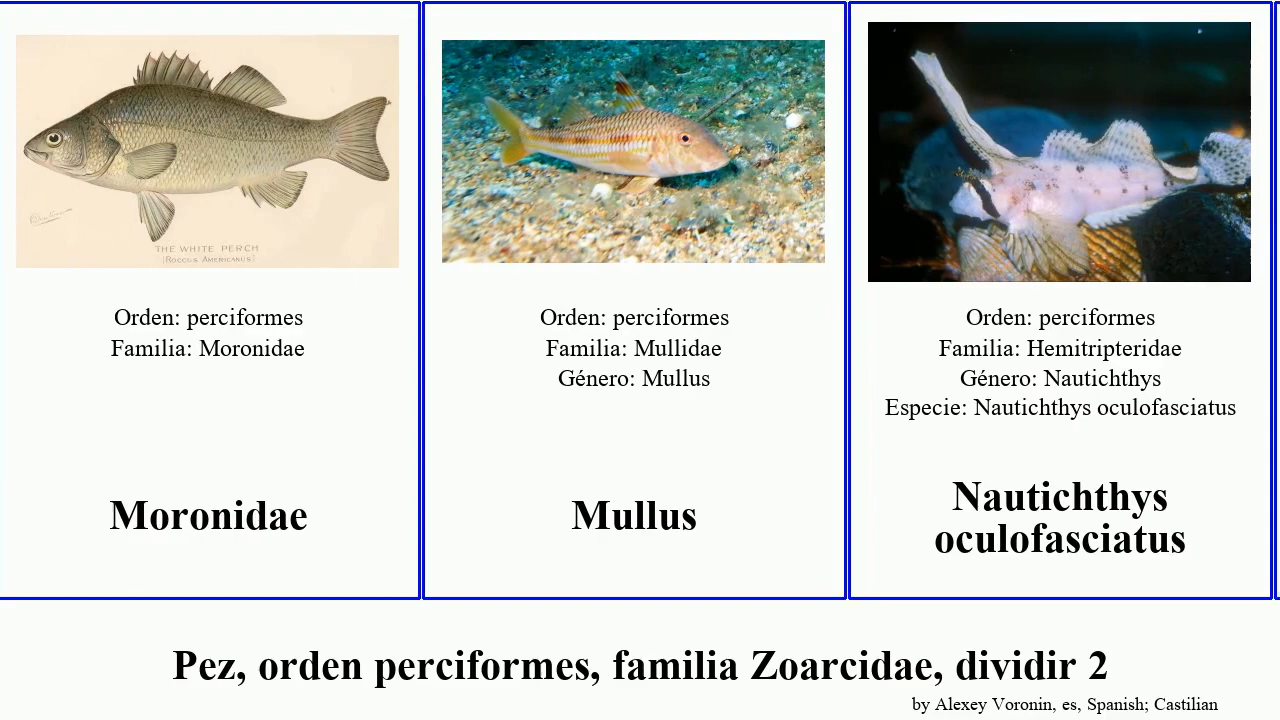 THE WHITE PERCH
(ROCCUS AMERICANUS)
Orden: perciformes
Familia: Moronidae
Moronidae
Orden: perciformes
Familia: Mullidae
Género: Mullus
Mullus
Orden: perciformes
Familia: Hemitripteridae
Género: Nautichthys
Especie: Nautichthys oculofasciatus
Nautichthys
oculofasciatus
Pez, orden perciformes, familia Zoarcidae, dividir 2
by Alexey Voronin, es, Spanish; Castilian